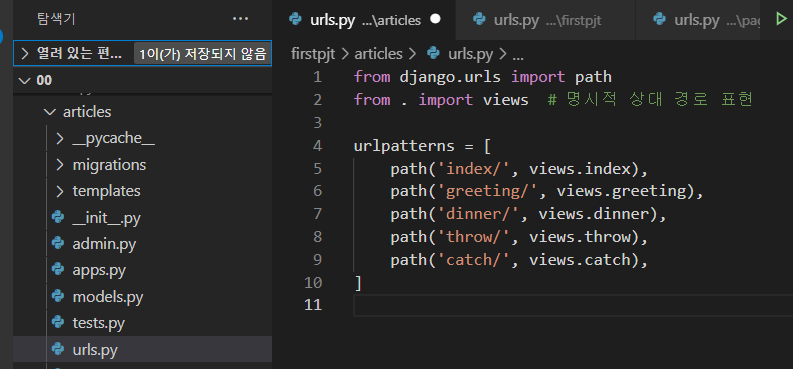 탐색기
···
열려 있는 편... 1이(가) 저장되지 않음
00
articles
__pycache__
migrations
templates
__init__.py
admin.py
apps.py
models.py
tests.py
urls.py
urls.py ...\articles
urls.py ...\firstpjt
urls.py ...\pag
firstpjt > articles > urls.py > ...
1 from django.urls import path
2 from . import views  # 명시적 상대 경로 표현
3
4 urlpatterns = [
5     path('index/', views.index),
6     path('greeting/', views.greeting),
7     path('dinner/', views.dinner),
8     path('throw/', views.throw),
9     path('catch/', views.catch),
10 ]
11